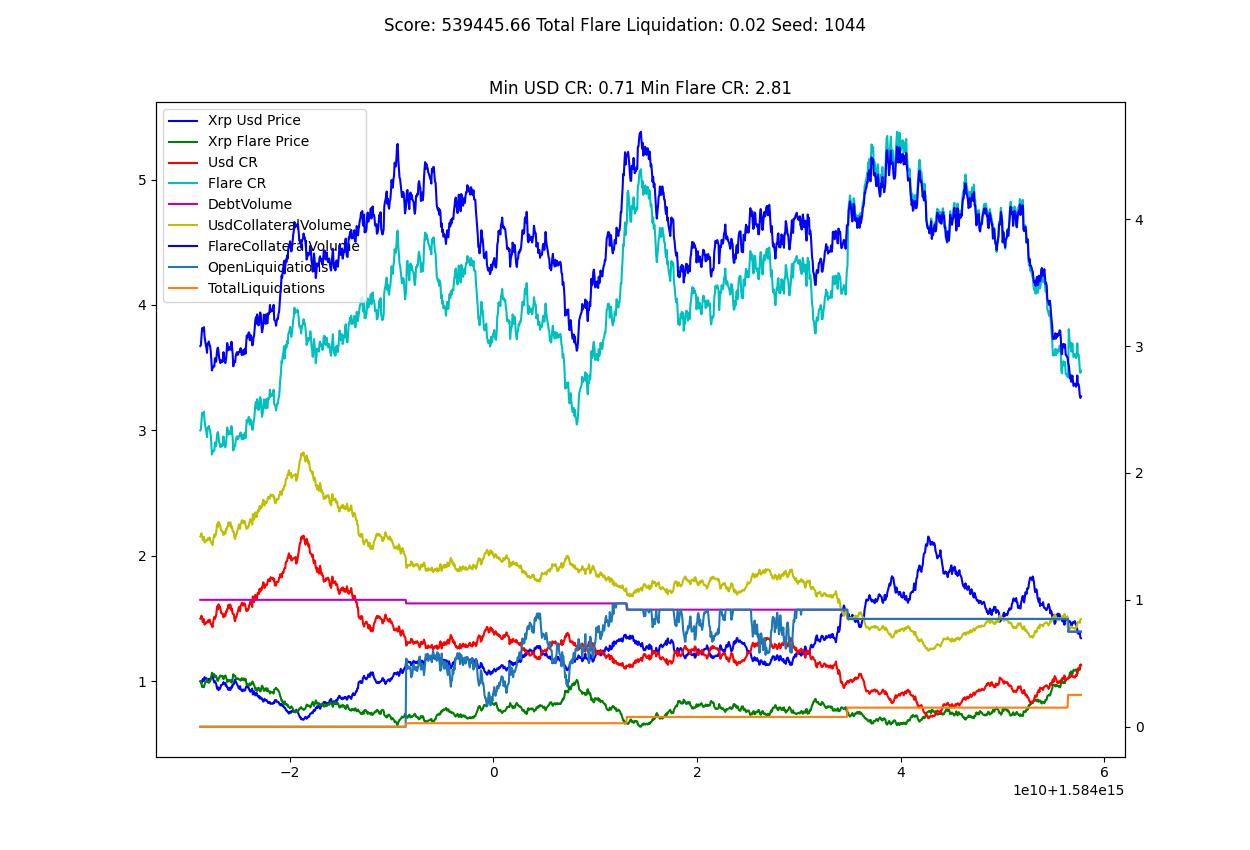 Score: 539445.66 Total Flare Liquidation: 0.02 Seed: 1044
Min USD CR: 0.71 Min Flare CR: 2.81
Xrp Usd Price
Xrp Flare Price
Usd CR
Flare CR
DebtVolume
UsdCollateralVolume
FlareCollateralVolume
OpenLiquidations
TotalLiquidations
5
4
3
2
1
4
3
2
1
0
−2
0
2
4
6
1e10+1.584e15